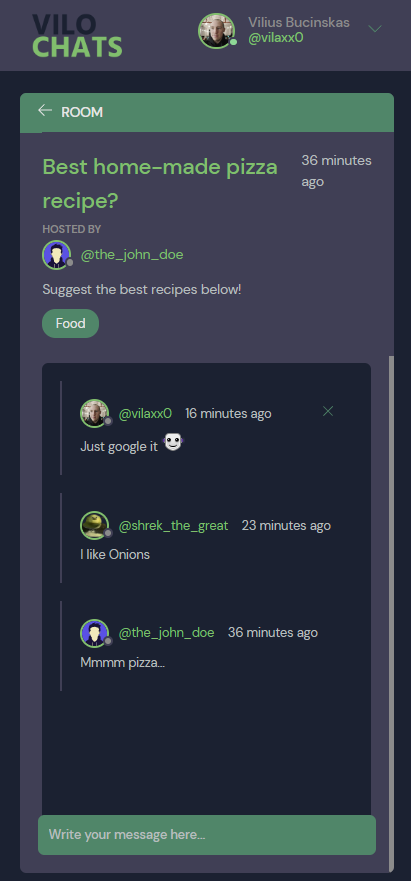 VILO
CHATS
Vilius Bucinskas
@vilaxx0
ROOM
Best home-made pizza
recipe?
36 minutes
ago
HOSTED BY
@the_john_doe
Suggest the best recipes below!
Food
@vilaxx0 16 minutes ago
Just google it
@shrek_the_great 23 minutes ago
I like Onions
@the_john_doe 36 minutes ago
Mmmm pizza...
Write your message here...